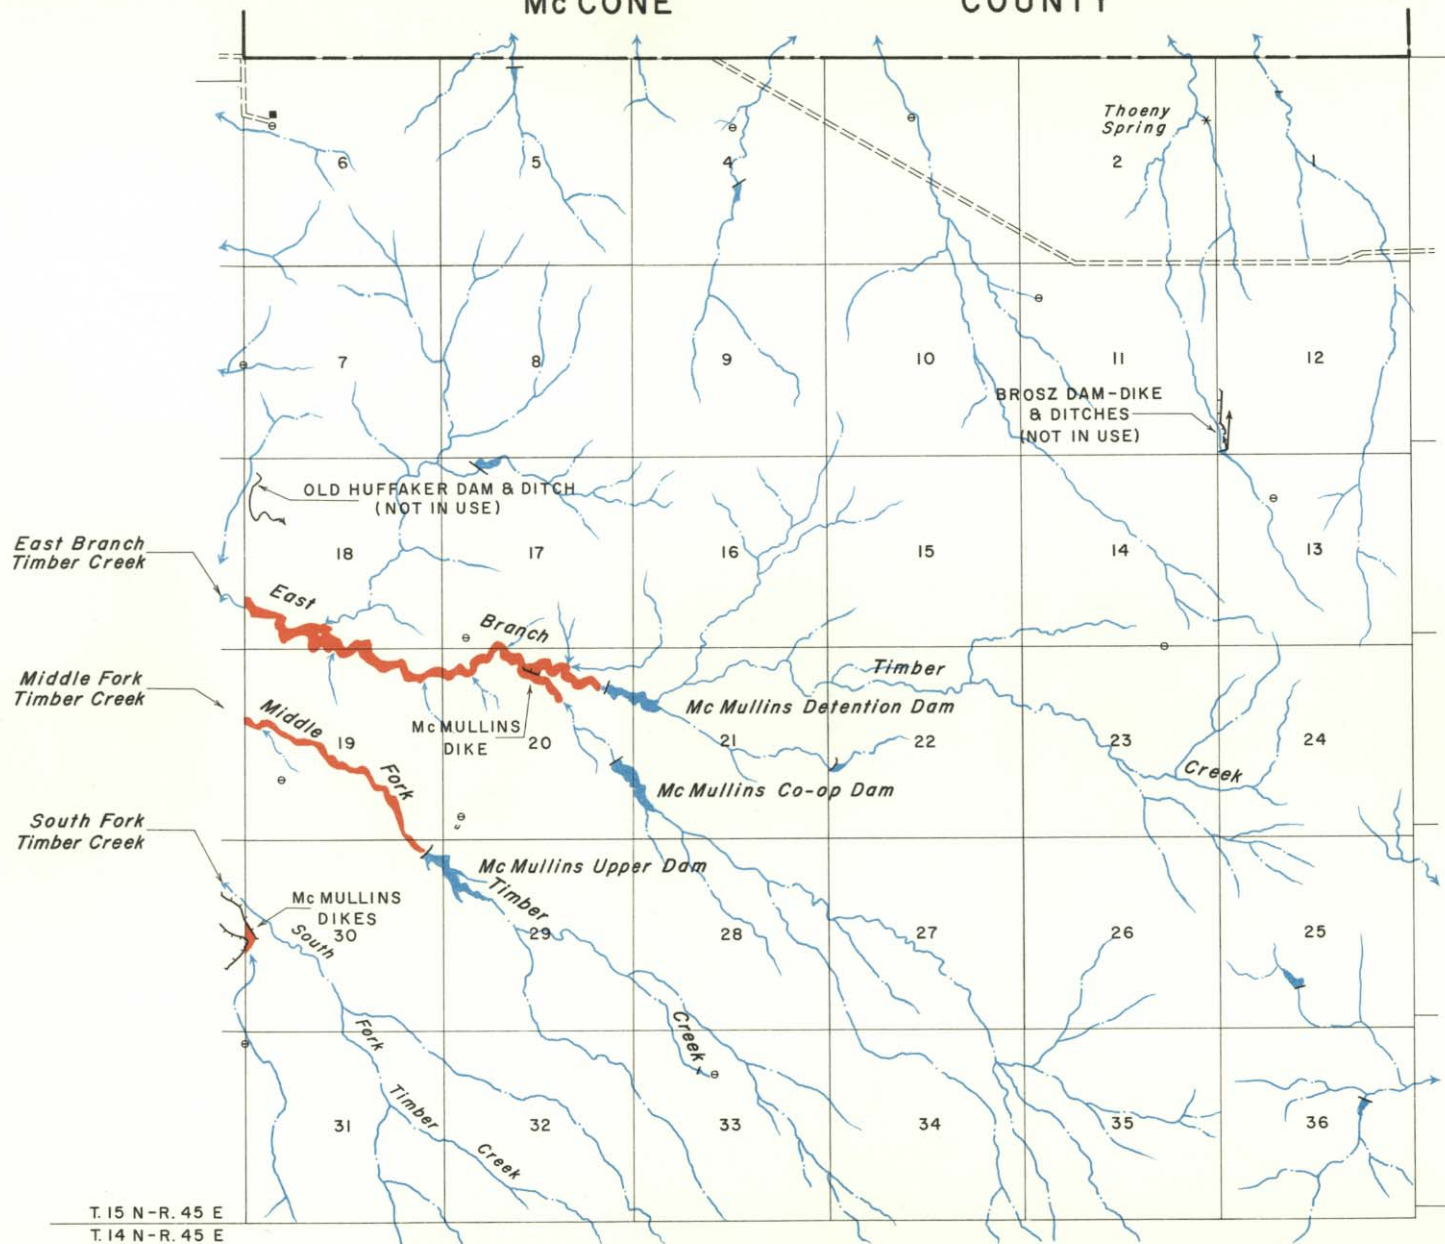 McCONE COUNTY
Thoeny
Spring
6
5
4
2
1
7
8
9
10
11
12
BROSZ DAM-DIKE
& DITCHES
(NOT IN USE)
OLD HUFFAKER DAM & DITCH
(NOT IN USE)
East Branch
Timber Creek
18
17
16
15
14
13
East
Branch
Timber
Creek
Middle Fork
Timber Creek
McMullins Detention Dam
McMULLINS
DIKE
Middle
Fork
19
20
21
22
23
24
McMullins Co-op Dam
South Fork
Timber Creek
McMullins Upper Dam
Timber
Creek
McMULLINS
DIKES
30
29
28
27
26
25
South
Fork
Timber
Creek
31
32
33
34
35
36
T. 15 N-R. 45 E
T. 14 N-R. 45 E